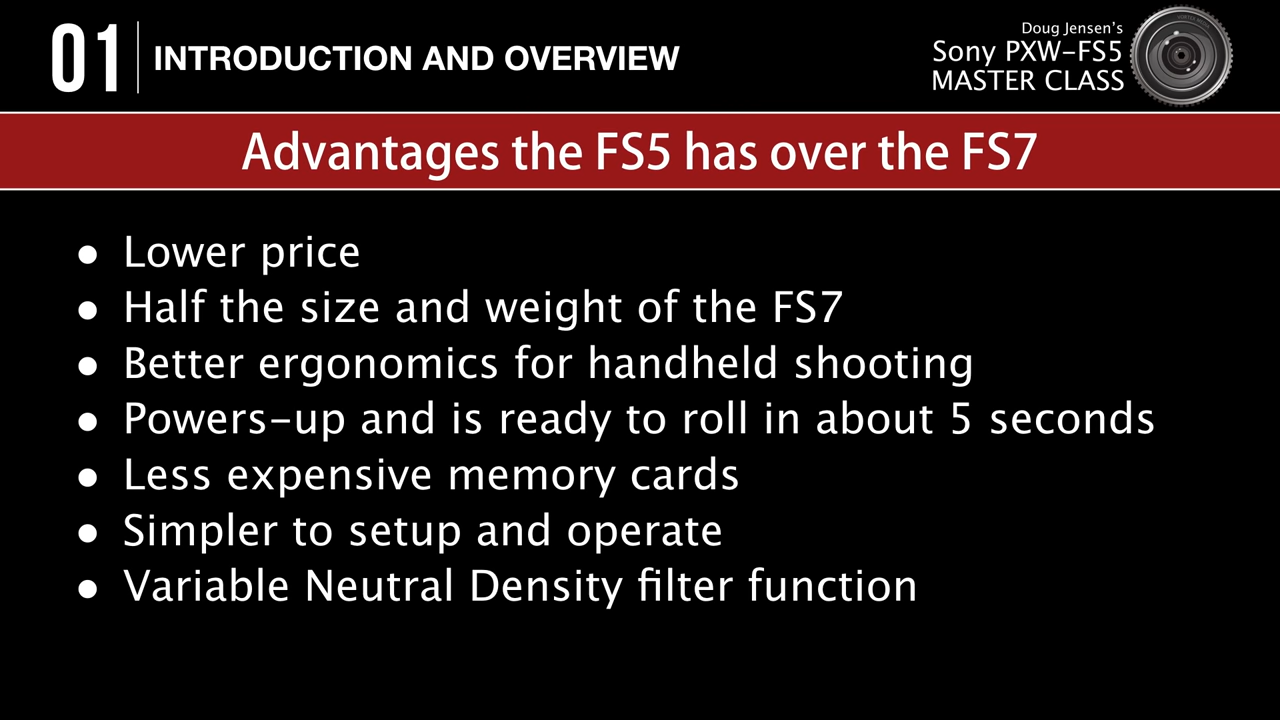 01
INTRODUCTION AND OVERVIEW
Doug Jensen's
Sony PXW-FS5
MASTER CLASS
Advantages the FS5 has over the FS7
• Lower price
• Half the size and weight of the FS7
• Better ergonomics for handheld shooting
• Powers-up and is ready to roll in about 5 seconds
• Less expensive memory cards
• Simpler to setup and operate
• Variable Neutral Density filter function